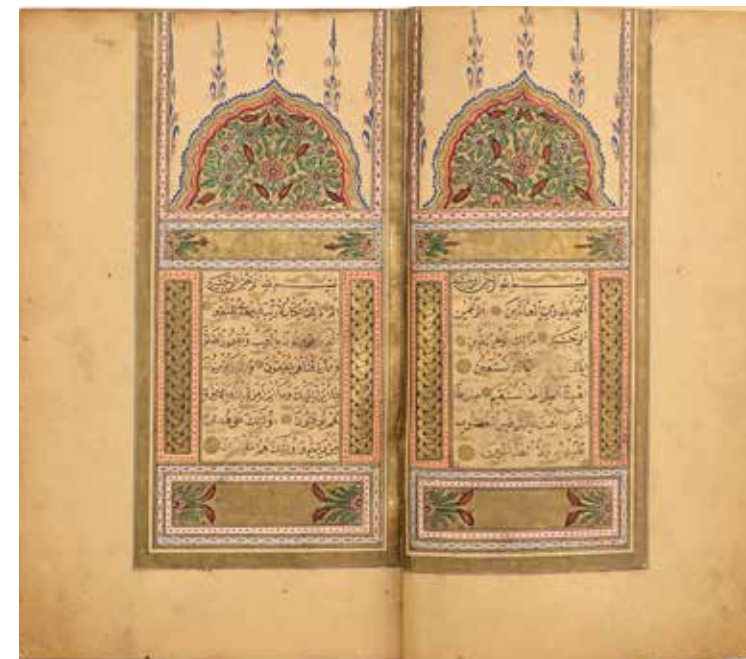 بسم الله الرحمن الرحيم
الحمد لله رب العالمين الرحمن
الرحيم مالك يوم الدين
اياك نستعين
اهدنا الصراط المستقيم صراط
الذين انعمت عليهم غير المغضوب
عليهم ولا الضالين
بسم الله الرحمن الرحيم
الم ذلك الكتاب لا ريب فيه هدى للمتقين
الذين يؤمنون بالغيب ويقيمون الصلوة
ومما رزقناهم ينفقون والذين يؤمنون
بما انزل اليك وما انزل من قبلك وبالاخرة
هم يوقنون اولئك على هدى
من ربهم واولئك هم